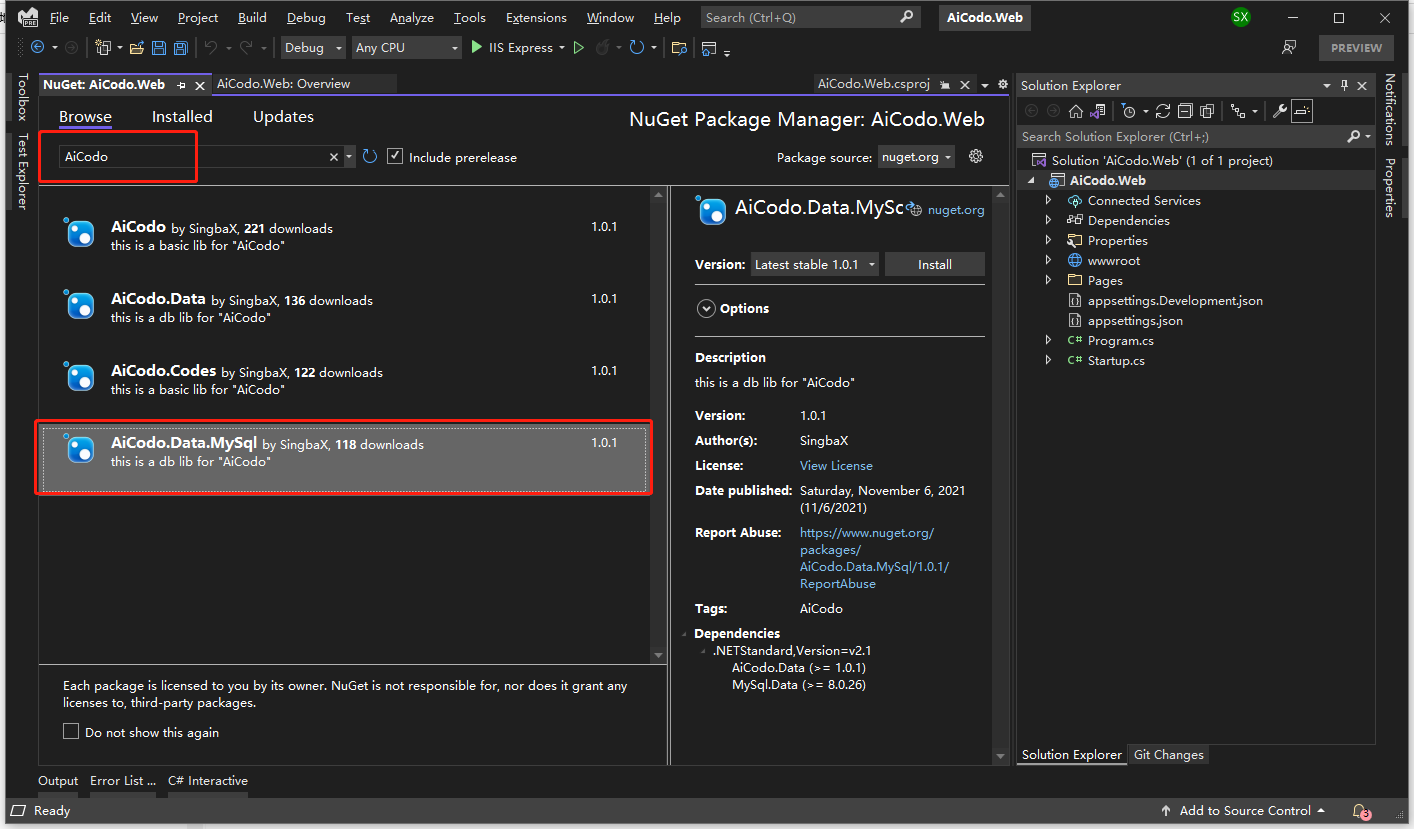 File Edit View Project Build Debug Test Analyze Tools Extensions Window Help Search (Ctrl+Q) AiCodo.Web SX
PRE
Debug Any CPU IIS Express PREVIEW
Toolbox
Test Explorer
NuGet: AiCodo.Web AiCodo.Web: Overview AiCodo.Web.csproj
Browse Installed Updates NuGet Package Manager: AiCodo.Web
AiCodo Include prerelease Package source: nuget.org
AiCodo by SingbaX, 221 downloads 1.0.1
this is a basic lib for "AiCodo"
AiCodo.Data by SingbaX, 136 downloads 1.0.1
this is a db lib for "AiCodo"
AiCodo.Codes by SingbaX, 122 downloads 1.0.1
this is a basic lib for "AiCodo"
AiCodo.Data.MySql by SingbaX, 118 downloads 1.0.1
this is a db lib for "AiCodo"
Each package is licensed to you by its owner. NuGet is not responsible for, nor does it grant any
licenses to, third-party packages.
Do not show this again
AiCodo.Data.MySc nuget.org
Version: Latest stable 1.0.1 Install
Options
Description
this is a db lib for "AiCodo"
Version: 1.0.1
Author(s): SingbaX
License: View License
Date published: Saturday, November 6, 2021
(11/6/2021)
Report Abuse: https://www.nuget.org/
packages/
AiCodo.Data.MySql/1.0.1/
ReportAbuse
Tags: AiCodo
Dependencies
.NETStandard,Version=v2.1
AiCodo.Data (>= 1.0.1)
MySql.Data (>= 8.0.26)
Solution Explorer
Search Solution Explorer (Ctrl+;)
Solution 'AiCodo.Web' (1 of 1 project)
AiCodo.Web
Connected Services
Dependencies
Properties
wwwroot
Pages
appsettings.Development.json
appsettings.json
C# Program.cs
C# Startup.cs
Solution Explorer Git Changes
Notifications
Properties
Output Error List ... C# Interactive
Ready Add to Source Control 3